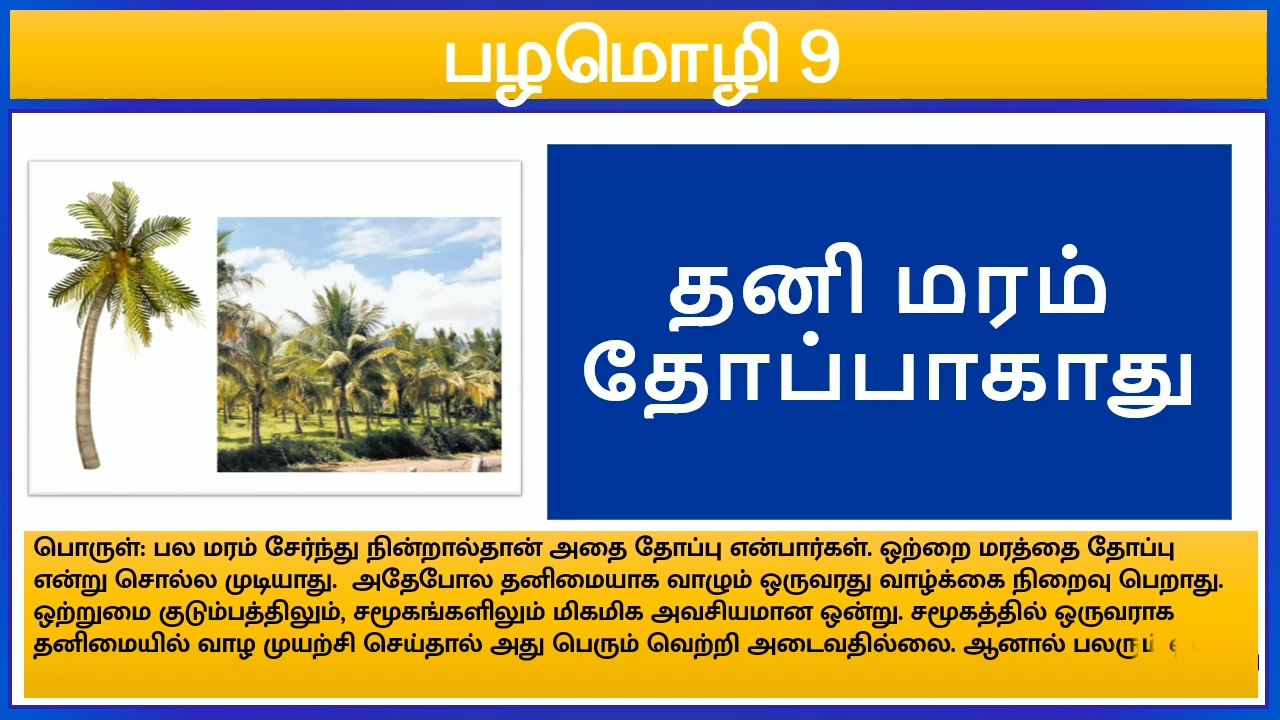 பழமொழி 9
தனி மரம்
தோப்பாகாது
பொருள்: பல மரம் சேர்ந்து நின்றால்தான் அதை தோப்பு என்பார்கள். ஒற்றை மரத்தை தோப்பு
என்று சொல்ல முடியாது. அதேபோல தனிமையாக வாழும் ஒருவரது வாழ்க்கை நிறைவு பெறாது.
ஒற்றுமை குடும்பத்திலும், சமூகங்களிலும் மிகமிக அவசியமான ஒன்று. சமூகத்தில் ஒருவராக
தனிமையில் வாழ முயற்சி செய்தால் அது பெரும் வெற்றி அடைவதில்லை. ஆனால் பலரும்